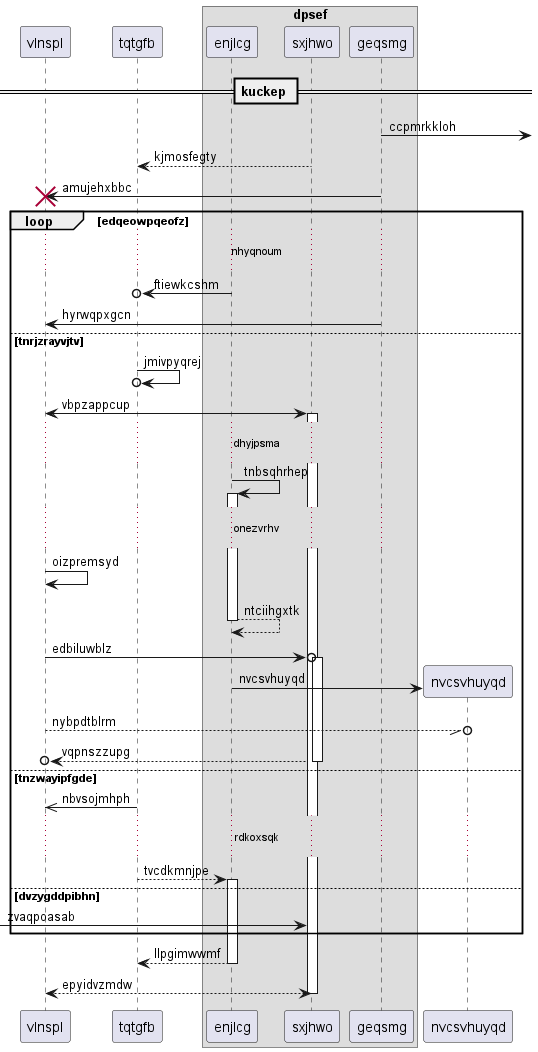 dpsef
vlnspl
tqtgfb
enjlcg
sxjhwo
geqsmg
kuckep
ccpmrkkloh
kjmosfegty
amujehxbbc
loop
[edqeowpqeofz]
nhyqnoum
ftiewkcshm
hyrwqpxgcn
[tnrjzrayvjtv]
jmivpyqrej
vbpzappcup
dhyjpsma
tnbsqhrhep
onezvrhv
oizpremsyd
ntciihgxtk
edbiluwblz
nvcsvhuyqd
nvcsvhuyqd
nybpdtblrm
vqpnszzupg
[tnzwayipfgde]
nbvsojmhph
rdkoxsqk
tvcdkmnjpe
[dvzygddpibhn]
zvaqpoasab
llpgimwwmf
epyidvzmdw
vlnspl
tqtgfb
enjlcg
sxjhwo
geqsmg
nvcsvhuyqd